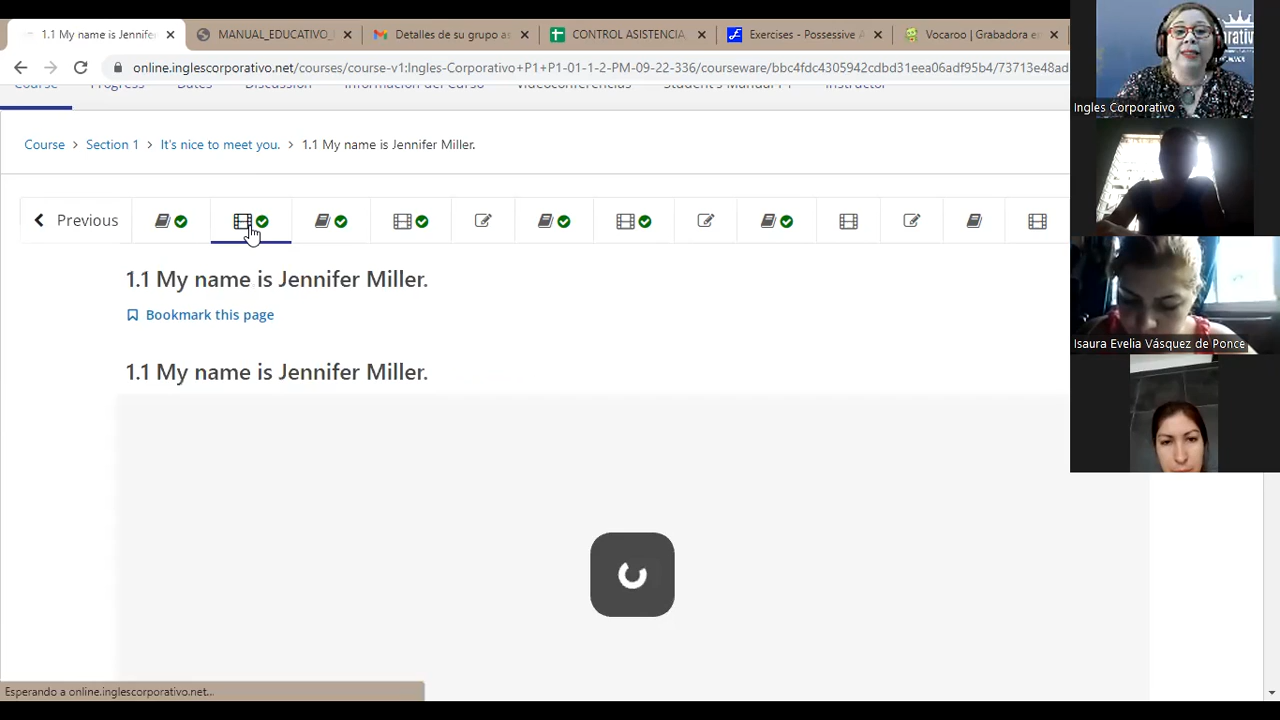 1.1 My name is Jennife
MANUAL_EDUCATIVO_
Detalles de su grupo as
CONTROL ASISTENCIA
Exercises - Possessive A
Vocaroo | Grabadora e
online.inglescorporativo.net/courses/course-v1:Ingles-Corporativo+
-01-1-2-PM-09-22-336/courseware/bb2
ac4305942cdbd31eea06adf95b4/73713e48ad
Course
Progress
Dates
Discussion
Información del Curso
Videoconferencias
Student's Manual P1
Instructor
Course > Section 1 > It's nice to meet you. > 1.1 My name is Jennifer Miller.
Previous
1.1 My name is Jennifer Miller.
Bookmark this page
1.1 My name is Jennifer Miller.
Esperando a online.inglescorporativo.net...
Ingles Corporativo
Isaura Evelia Vásquez de Ponce